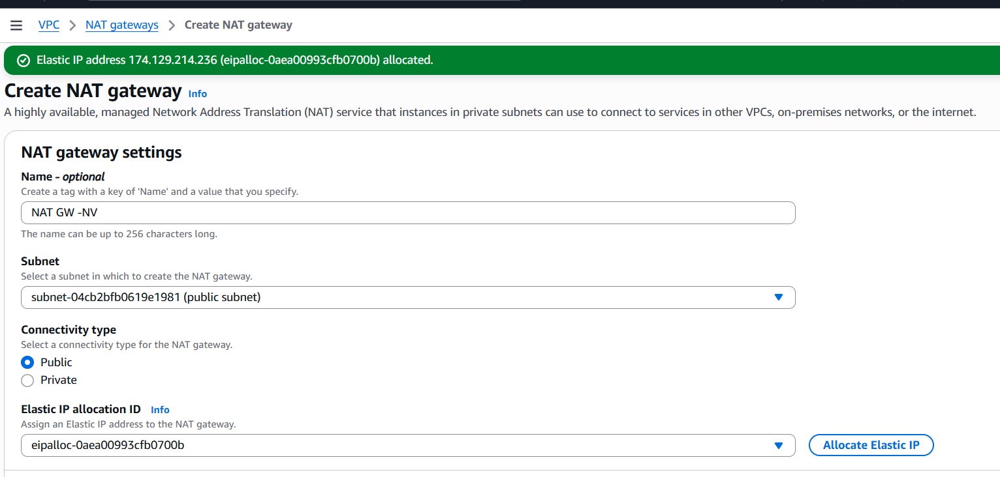 VPC > NAT gateways > Create NAT gateway
Elastic IP address 174.129.214.236 (eipalloc-0aea00993cfb0700b) allocated.
Create NAT gateway Info
A highly available, managed Network Address Translation (NAT) service that instances in private subnets can use to connect to services in other VPCs, on-premises networks, or the internet.
NAT gateway settings
Name - optional
Create a tag with a key of 'Name' and a value that you specify.
NAT GW -NV
The name can be up to 256 characters long.
Subnet
Select a subnet in which to create the NAT gateway.
subnet-04cb2bfb0619e1981 (public subnet)
Connectivity type
Select a connectivity type for the NAT gateway.
Public
Private
Elastic IP allocation ID Info
Assign an Elastic IP address to the NAT gateway.
eipalloc-0aea00993cfb0700b
Allocate Elastic IP